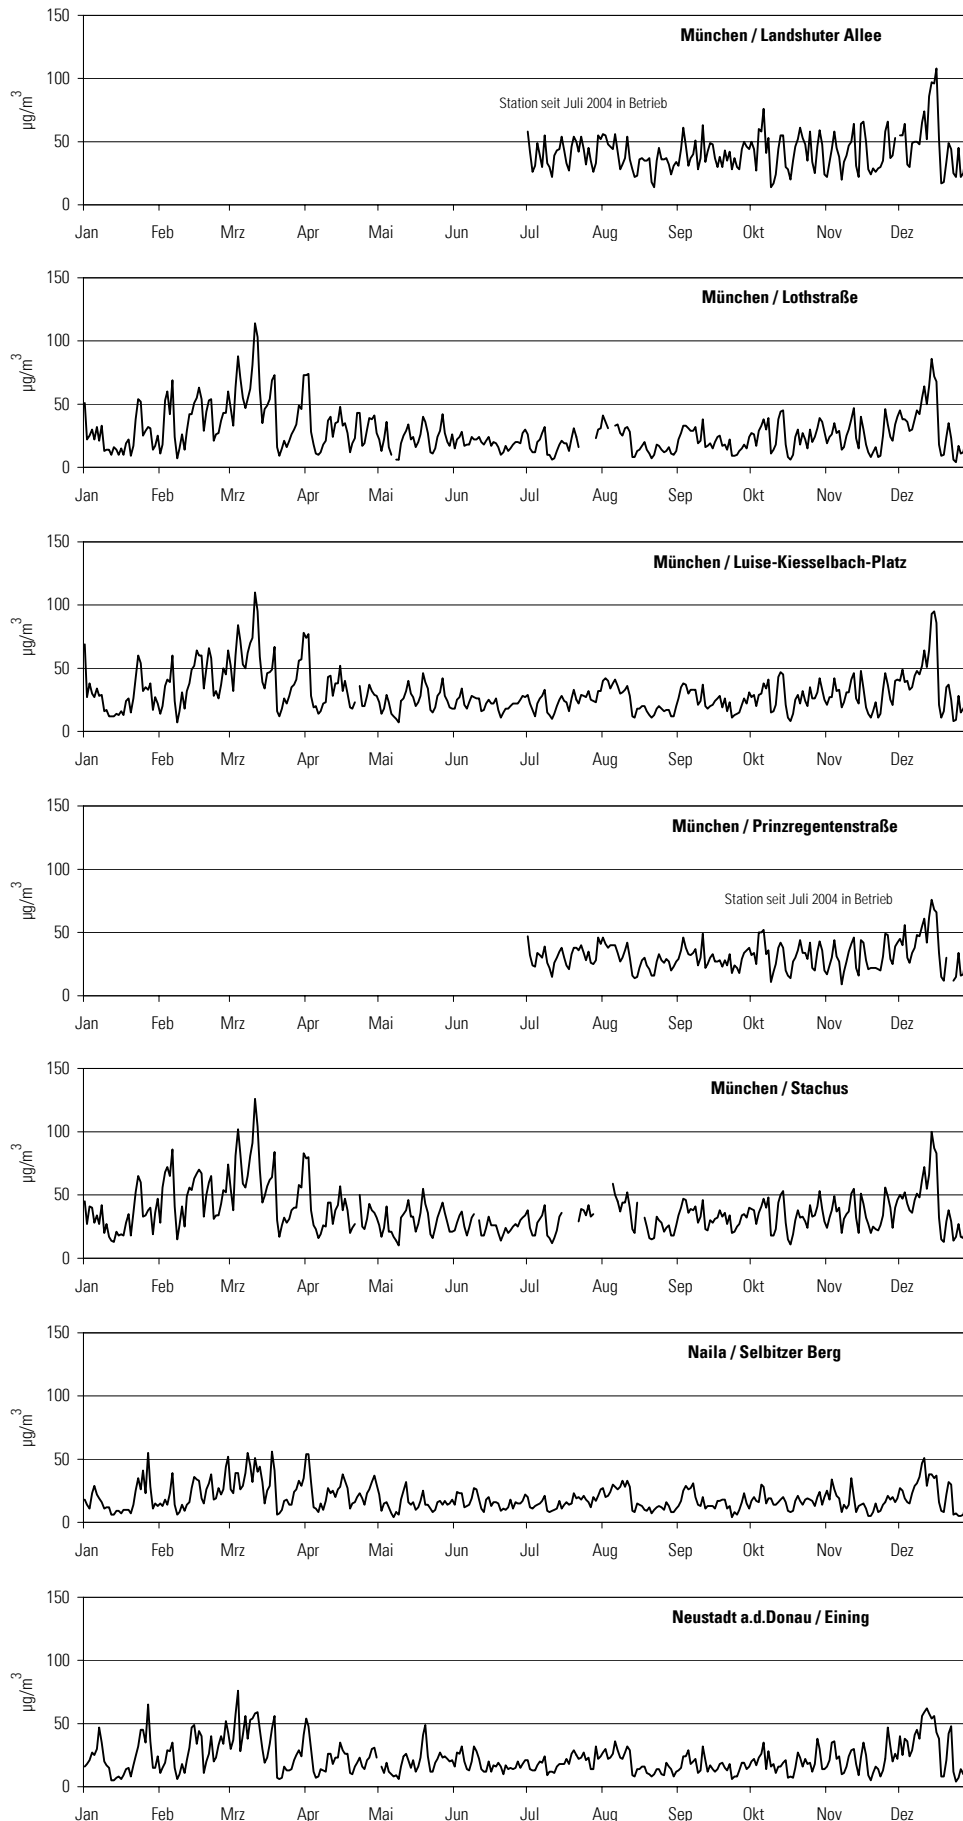 150
München / Landshuter Allee
100
µg/m³
Station seit Juli 2004 in Betrieb
50
0
Jan Feb Mrz Apr Mai Jun Jul Aug Sep Okt Nov Dez
150
München / Lothstraße
100
µg/m³
50
0
Jan Feb Mrz Apr Mai Jun Jul Aug Sep Okt Nov Dez
150
München / Luise-Kiesselbach-Platz
100
µg/m³
50
0
Jan Feb Mrz Apr Mai Jun Jul Aug Sep Okt Nov Dez
150
München / Prinzregentenstraße
100
µg/m³
Station seit Juli 2004 in Betrieb
50
0
Jan Feb Mrz Apr Mai Jun Jul Aug Sep Okt Nov Dez
150
München / Stachus
100
µg/m³
50
0
Jan Feb Mrz Apr Mai Jun Jul Aug Sep Okt Nov Dez
150
Naila / Selbitzer Berg
100
µg/m³
50
0
Jan Feb Mrz Apr Mai Jun Jul Aug Sep Okt Nov Dez
150
Neustadt a.d.Donau / Eining
100
µg/m³
50
0
Jan Feb Mrz Apr Mai Jun Jul Aug Sep Okt Nov Dez